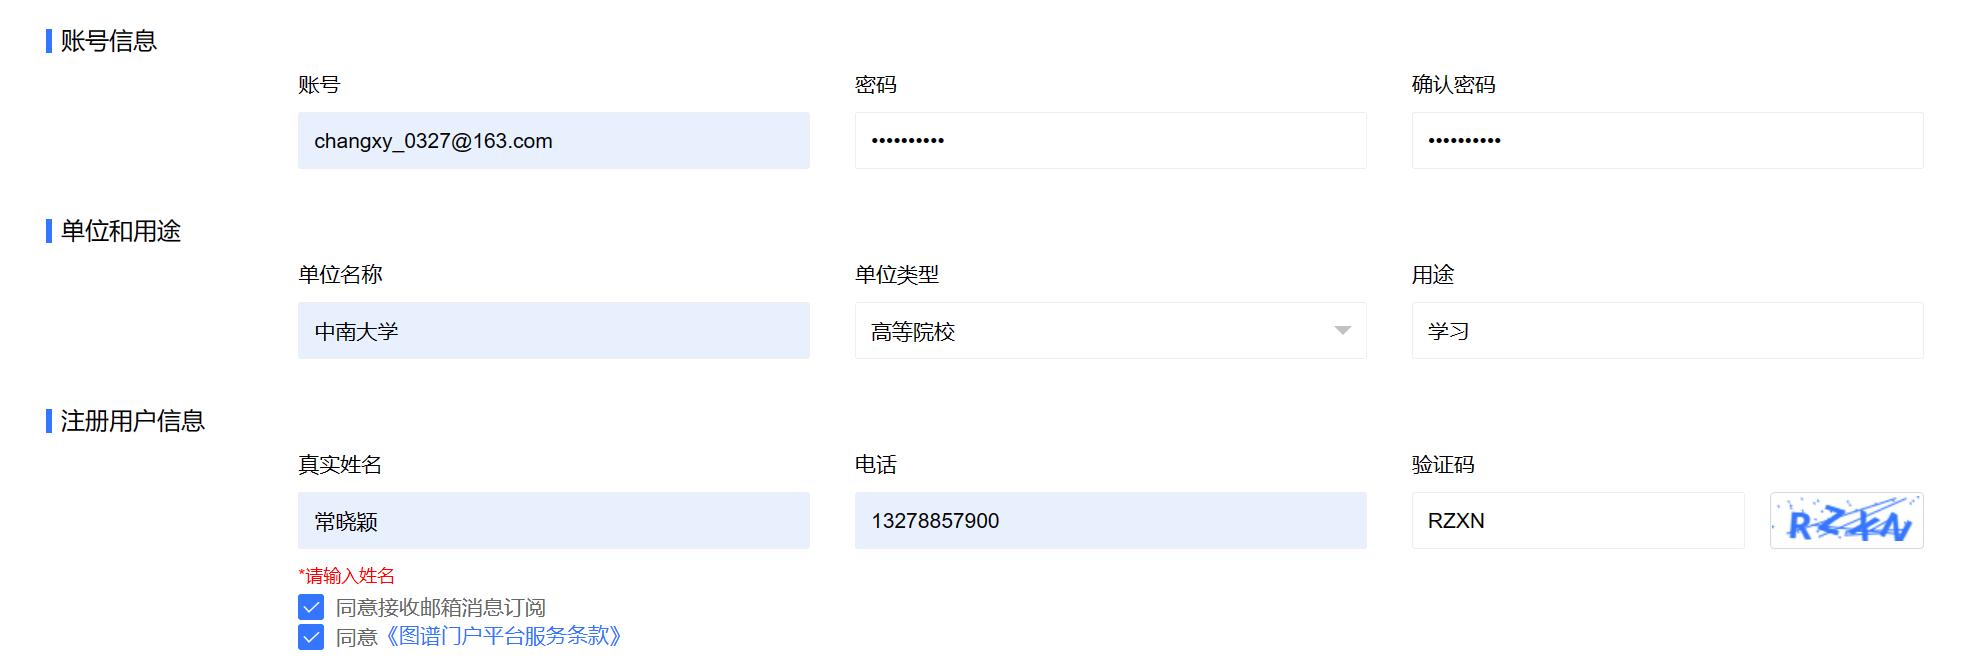 账号信息
账号 密码 确认密码
changxy_0327@163.com •••••••••• ••••••••••
单位和用途
单位名称 单位类型 用途
中南大学 高等院校 学习
注册用户信息
真实姓名 电话 验证码
常晓颖 13278857900 RZXN RZXN
*请输入姓名
同意接收邮箱消息订阅
同意《图谱门户平台服务条款》